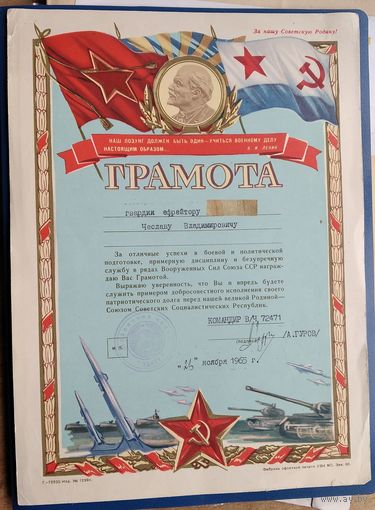 За нашу Советскую Родину!
НАШ ЛОЗУНГ ДОЛЖЕН БЫТЬ ОДИН — УЧИТЬСЯ ВОЕННОМУ ДЕЛУ
НАСТОЯЩИМ ОБРАЗОМ... В. И. ЛЕНИН
ГРАМОТА
гвардии ефрейтору
Чеславу Владимировичу
За отличные успехи в боевой и политической
подготовке, примерную дисциплину и безупречную
службу в рядах Вооруженных Сил Союза ССР награж-
даю Вас Грамотой.
Выражаю уверенность, что Вы и впредь будете
служить примером добросовестного исполнения своего
патриотического долга перед нашей великой Родиной—
Союзом Советских Социалистических Республик.
КОМАНДИР В/Ч 72471
/А.ГУРОВ/
М. П.
ноября 1965 г.
www.ay.by